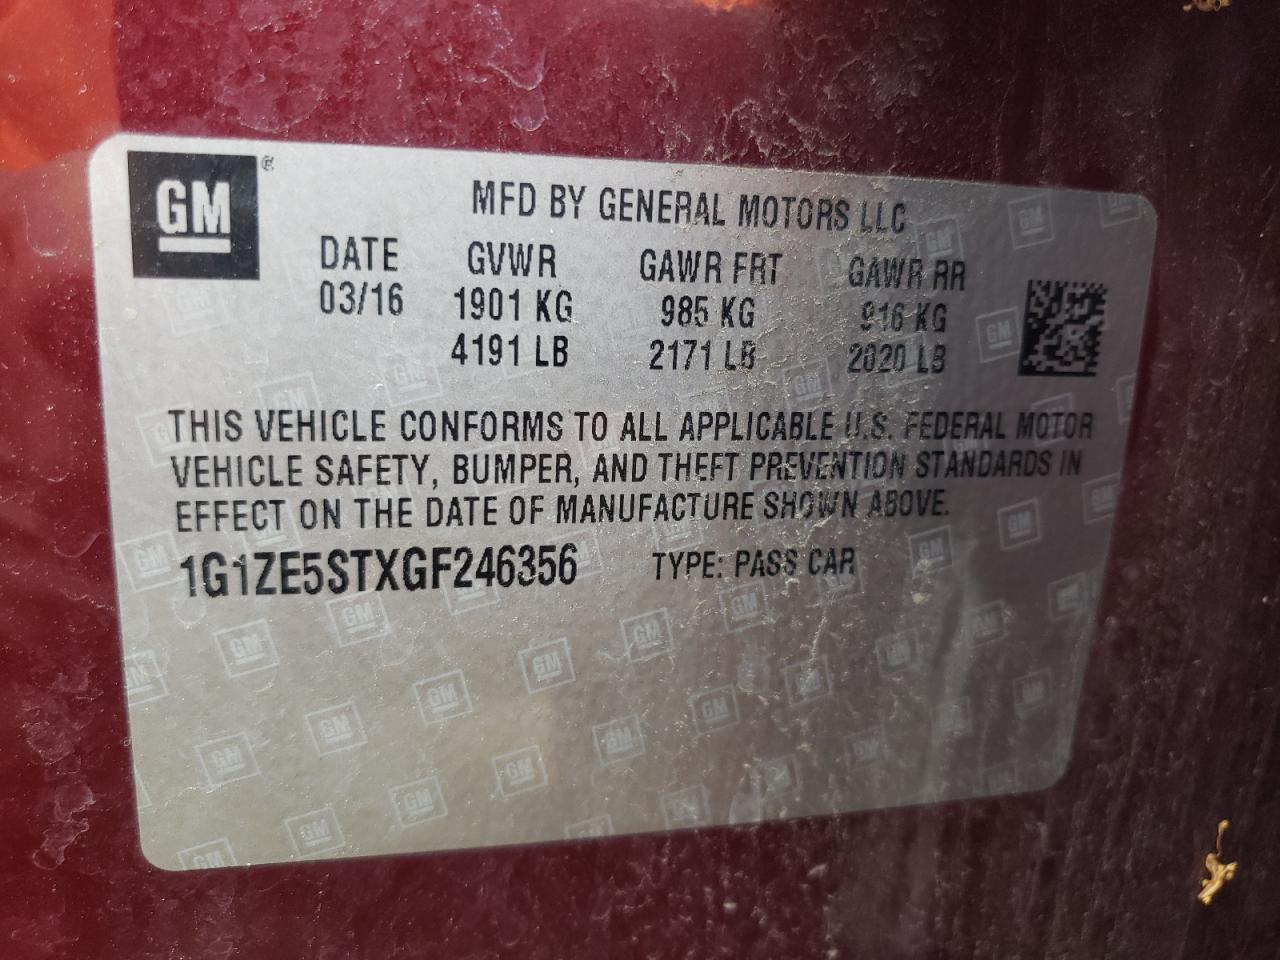 GM®
MFD BY GENERAL MOTORS LLC
DATE GVWR GAWR FRT GAWR RR
03/16 1901 KG 985 KG 916 KG
4191 LB 2171 LB 2020 LB
THIS VEHICLE CONFORMS TO ALL APPLICABLE U.S. FEDERAL MOTOR
VEHICLE SAFETY, BUMPER, AND THEFT PREVENTION STANDARDS IN
EFFECT ON THE DATE OF MANUFACTURE SHOWN ABOVE.
1G1ZE5STXGF246356 TYPE: PASS CAR